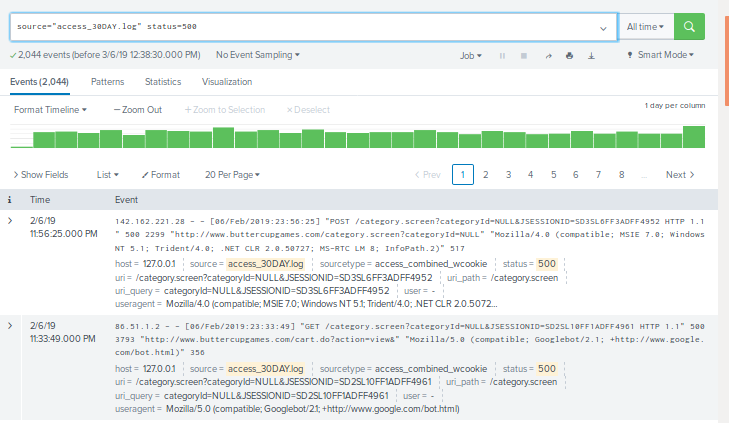 source="access_30DAY.log" status=500
All time
2,044 events (before 3/6/19 12:38:30.000 PM)
No Event Sampling
Job
Smart Mode
Events (2,044)
Patterns
Statistics
Visualization
Format Timeline
— Zoom Out
+ Zoom to Selection
× Deselect
1 day per column
> Show Fields
List
Format
20 Per Page
< Prev
1
2
3
4
5
6
7
8
...
Next >
i
Time
Event
2/6/19
11:56:25.000 PM
142.162.221.28 - - [06/Feb/2019:23:56:25] "POST /category.screen?categoryId=NULL&JSESSIONID=SD3SL6FF3ADFF4952 HTTP 1.1
" 500 2299 "http://www.buttercupgames.com/category.screen?categoryId=NULL" "Mozilla/4.0 (compatible; MSIE 7.0; Windows
NT 5.1; Trident/4.0; .NET CLR 2.0.50727; MS-RTC LM 8; InfoPath.2)" 517
host = 127.0.0.1 source = access_30DAY.log sourcetype = access_combined_wcookie status = 500
uri = /category.screen?categoryId=NULL&JSESSIONID=SD3SL6FF3ADFF4952 uri_path = /category.screen
uri_query = categoryId=NULL&JSESSIONID=SD3SL6FF3ADFF4952 user = -
useragent = Mozilla/4.0 (compatible; MSIE 7.0; Windows NT 5.1; Trident/4.0; .NET CLR 2.0.5072...
2/6/19
11:33:49.000 PM
86.51.1.2 - - [06/Feb/2019:23:33:49] "GET /category.screen?categoryId=NULL&JSESSIONID=SD2SL10FF1ADFF4961 HTTP 1.1" 500
3793 "http://www.buttercupgames.com/cart.do?action=view&" "Mozilla/5.0 (compatible; Googlebot/2.1; +http://www.google.
com/bot.html)" 356
host = 127.0.0.1 source = access_30DAY.log sourcetype = access_combined_wcookie status = 500
uri = /category.screen?categoryId=NULL&JSESSIONID=SD2SL10FF1ADFF4961 uri_path = /category.screen
uri_query = categoryId=NULL&JSESSIONID=SD2SL10FF1ADFF4961 user = -
useragent = Mozilla/5.0 (compatible; Googlebot/2.1; +http://www.google.com/bot.html)